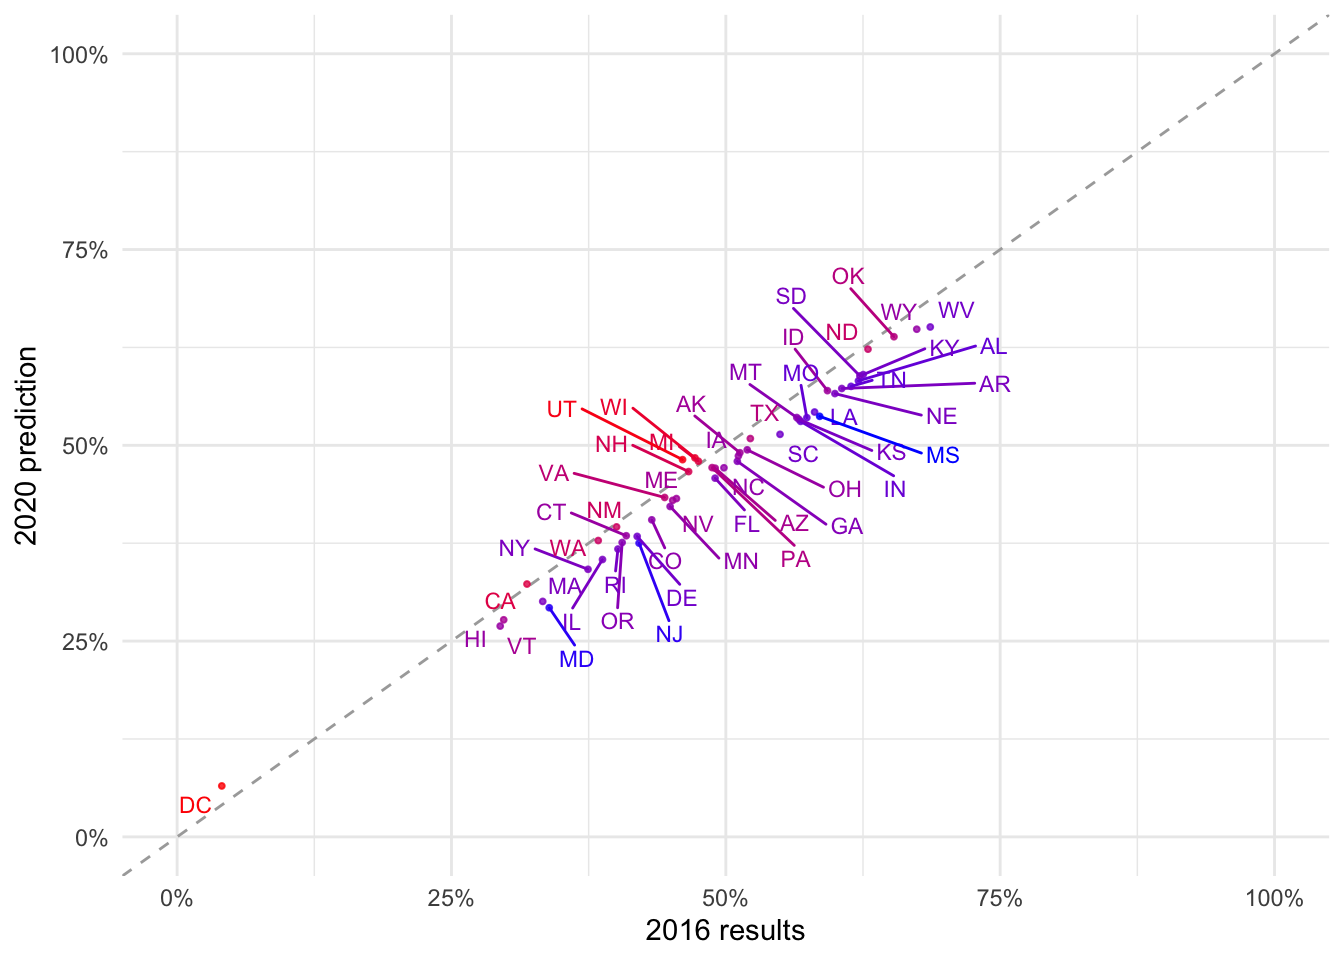 100%
75%
50%
25%
0%
2020 prediction
OK
SD
WY
WV
ND
ID
KY
AL
MT
MO
TN
AR
UT
WI
AK
TX
LA
NE
NH
MI
IA
SC
KS
MS
VA
ME
NC
OH
IN
CT
NM
NV
FL
AZ
GA
NY
WA
CO
MN
PA
MA
RI
DE
CA
IL
OR
NJ
HI
VT
MD
DC
0%
25%
50%
75%
100%
2016 results